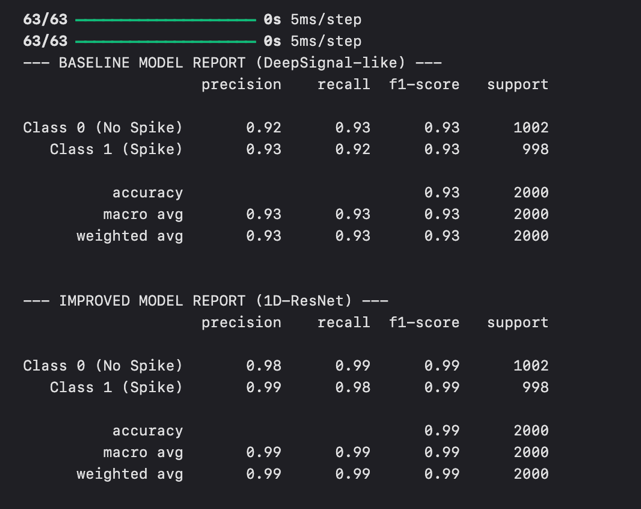 63/63 ━━━━━━━━━━━━━━━━━━━━ 0s 5ms/step
63/63 ━━━━━━━━━━━━━━━━━━━━ 0s 5ms/step
--- BASELINE MODEL REPORT (DeepSignal-like) ---
precision recall f1-score support
Class 0 (No Spike) 0.92 0.93 0.93 1002
Class 1 (Spike) 0.93 0.92 0.93 998
accuracy 0.93 2000
macro avg 0.93 0.93 0.93 2000
weighted avg 0.93 0.93 0.93 2000
--- IMPROVED MODEL REPORT (1D-ResNet) ---
precision recall f1-score support
Class 0 (No Spike) 0.98 0.99 0.99 1002
Class 1 (Spike) 0.99 0.98 0.99 998
accuracy 0.99 2000
macro avg 0.99 0.99 0.99 2000
weighted avg 0.99 0.99 0.99 2000